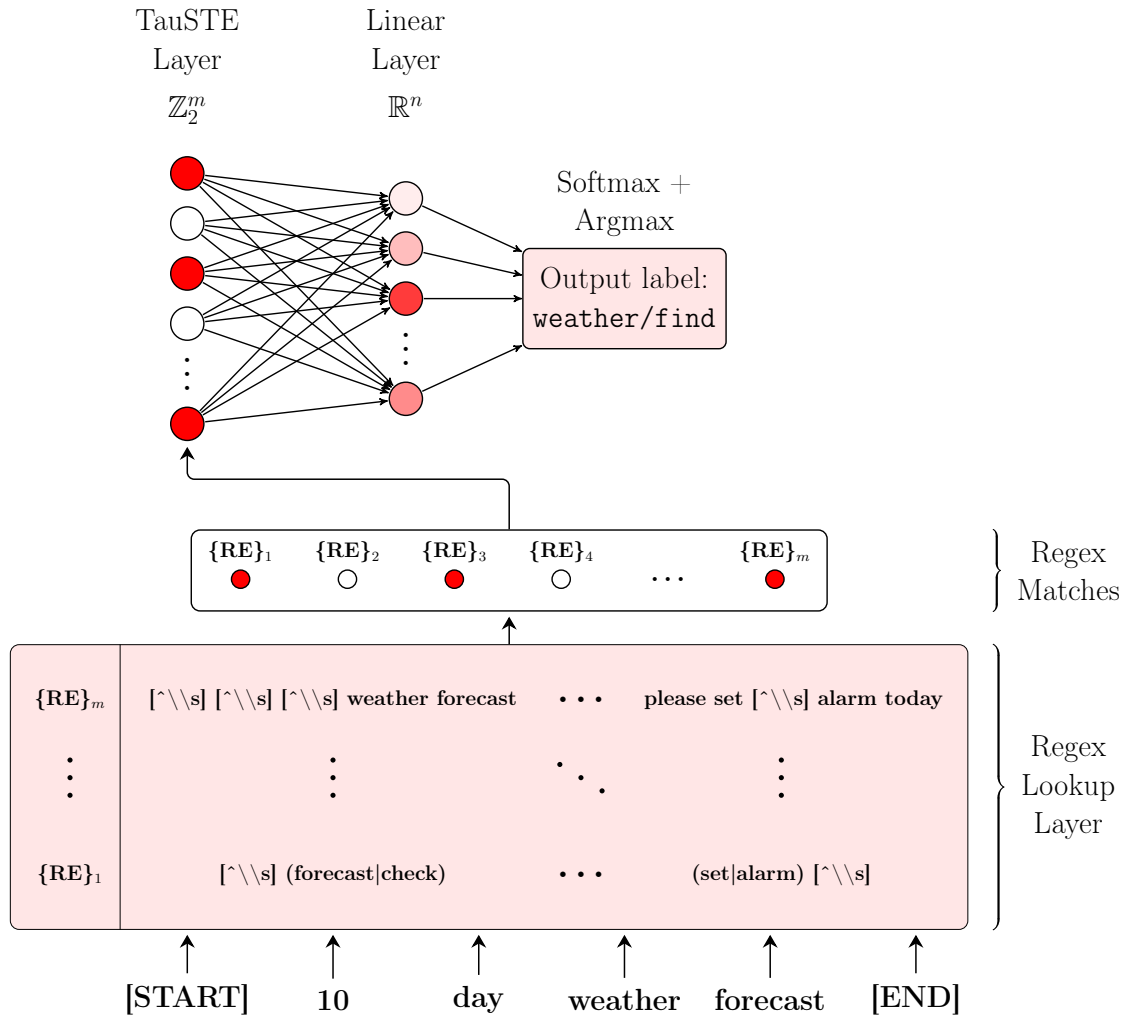 TauSTE
Layer
ℤ₂ᵐ
Linear
Layer
ℝⁿ
Softmax +
Argmax
Output label:
weather/find
{RE}₁ {RE}₂ {RE}₃ {RE}₄ · · · {RE}ₘ
Regex
Matches
{RE}ₘ [^\\s] [^\\s] [^\\s] weather forecast · · · please set [^\\s] alarm today
{RE}₁ [^\\s] (forecast|check) · · · (set|alarm) [^\\s]
Regex
Lookup
Layer
[START] 10 day weather forecast [END]